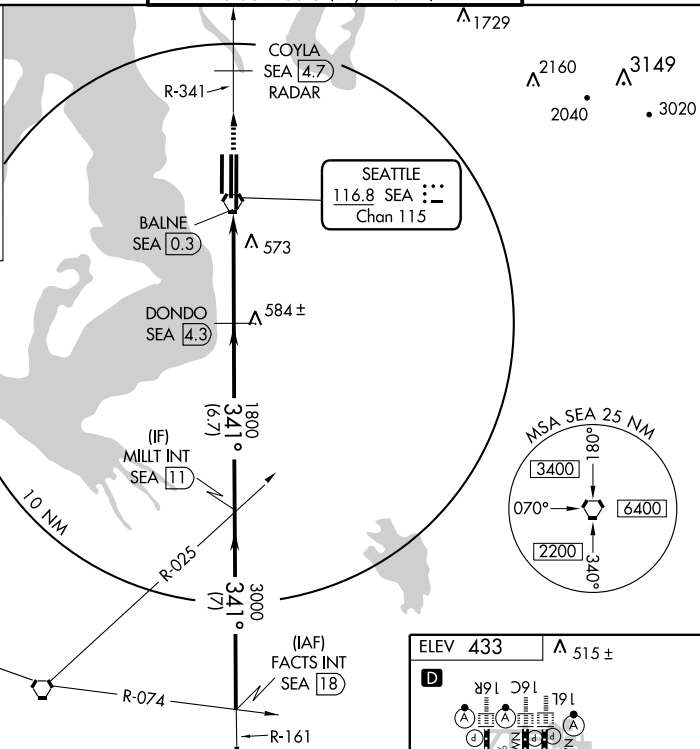 1729
COYLA
SEA 4.7
RADAR
R-341
2160
3149
2040
3020
SEATTLE
116.8 SEA
Chan 115
BALNE
SEA 0.3
573
DONDO
SEA 4.3
584 ±
1800
341°
(6.7)
(IF)
MILLT INT
SEA 11
10 NM
R-025
3000
341°
(7)
(IAF)
FACTS INT
SEA 18
R-074
R-161
MSA SEA 25 NM
180°
3400
070°
6400
2200
340°
ELEV 433
515 ±
D
16R
16C
16L
A
A
A
P
P
P